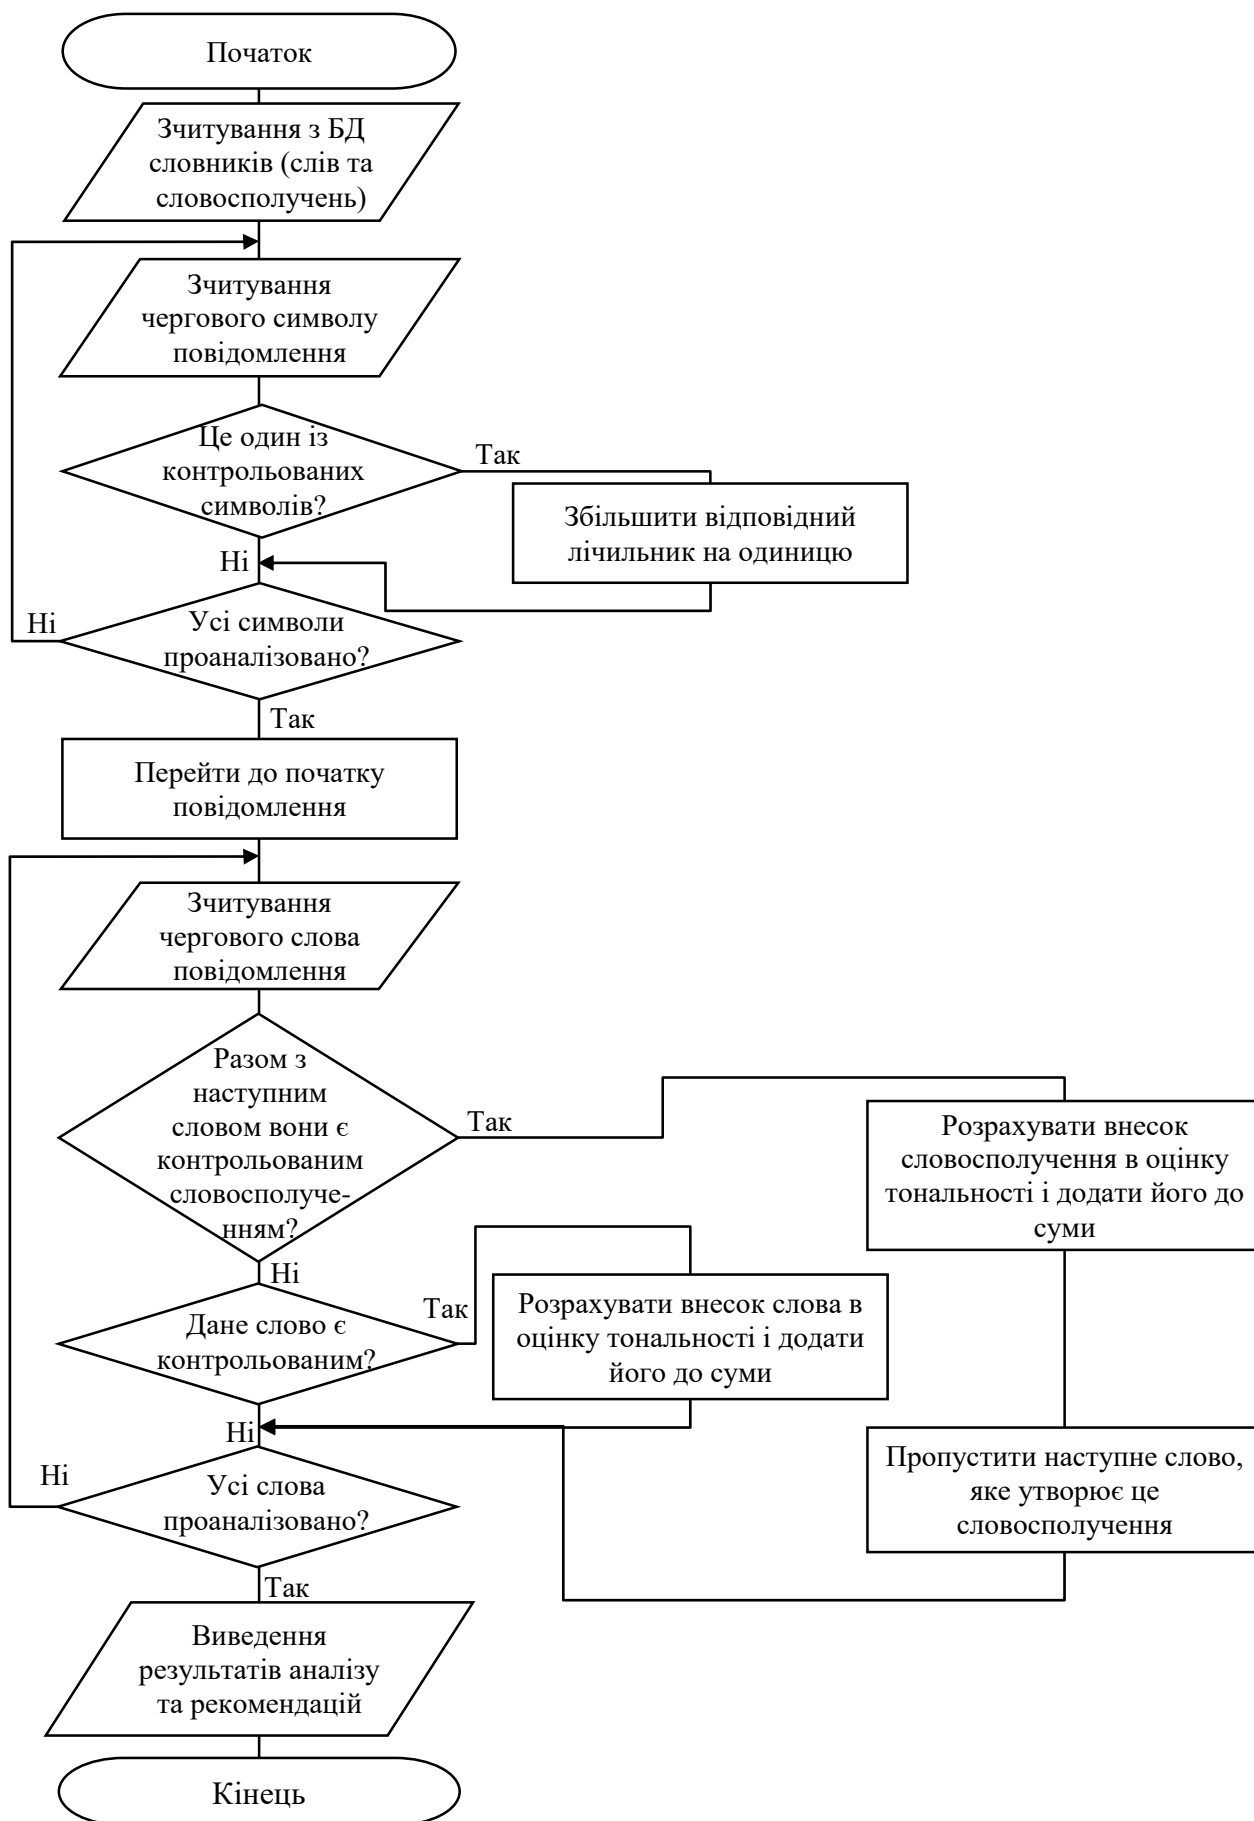 Початок
Зчитування з БД
словників (слів та
словосполучень)
Зчитування
чергового символу
повідомлення
Це один із
контрольованих
символів?
Так
Збільшити відповідний
лічильник на одиницю
Ні
Ні
Усі символи
проаналізовано?
Так
Перейти до початку
повідомлення
Зчитування
чергового слова
повідомлення
Разом з
наступним
словом вони є
контрольованим
словосполуче-
нням?
Так
Розрахувати внесок
словосполучення в оцінку
тональності і додати його до
суми
Ні
Дане слово є
контрольованим?
Так
Розрахувати внесок слова в
оцінку тональності і додати
його до суми
Ні
Ні
Усі слова
проаналізовано?
Пропустити наступне слово,
яке утворює це
словосполучення
Так
Виведення
результатів аналізу
та рекомендацій
Кінець